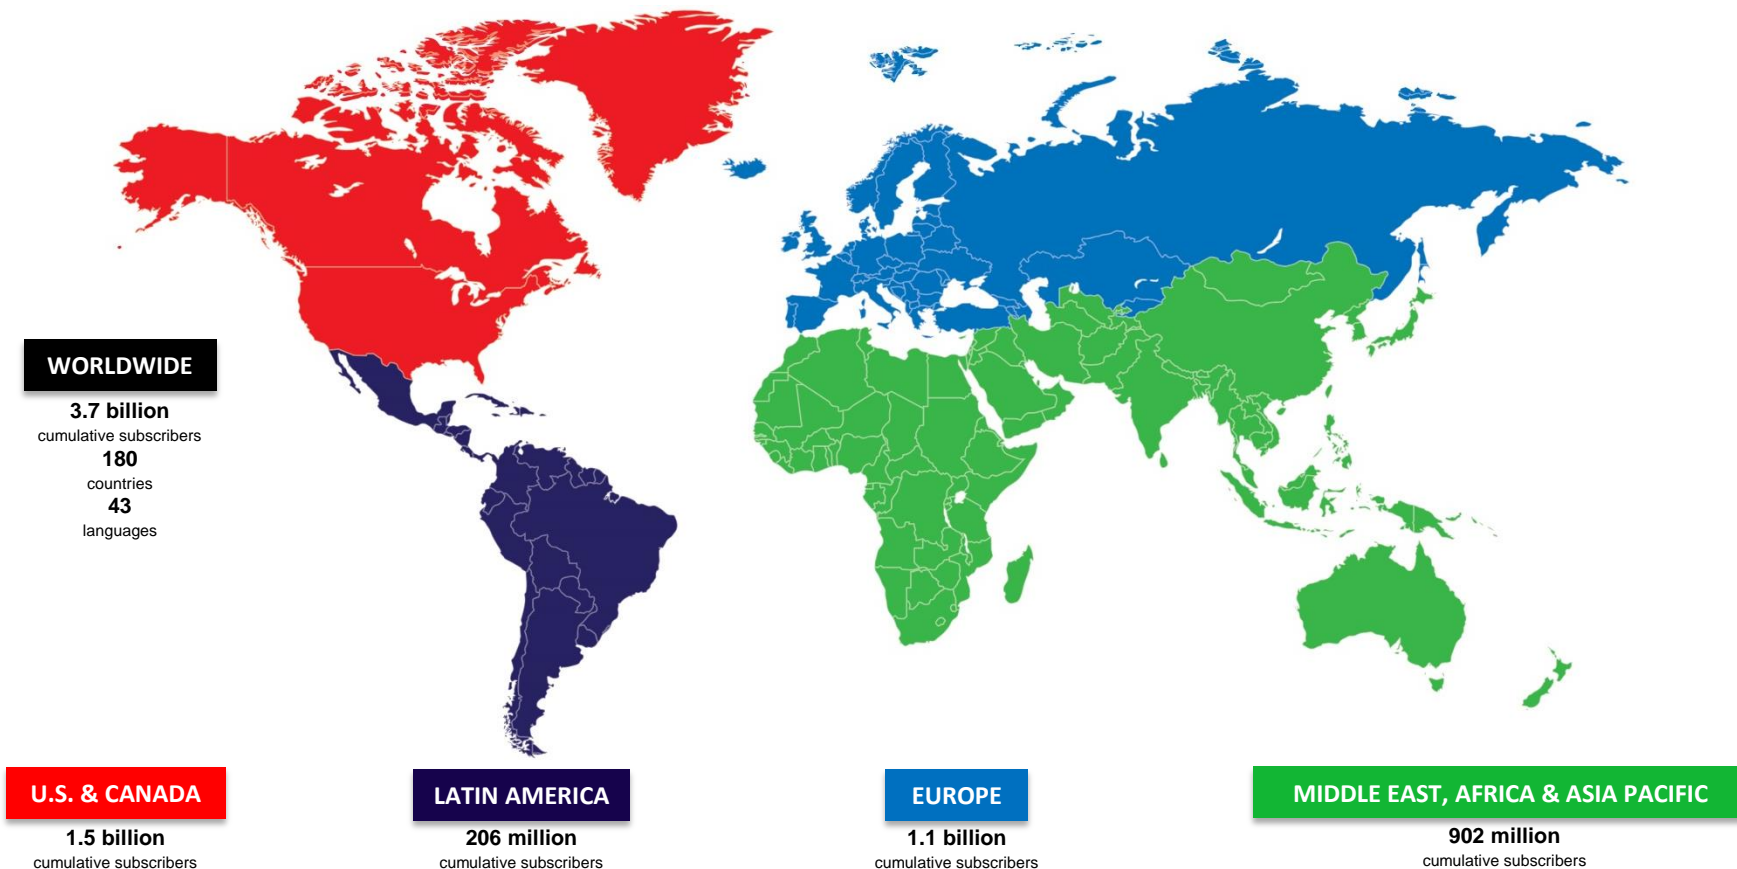 WORLDWIDE
3.7 billion
cumulative subscribers
180
countries
43
languages
U.S. & CANADA
1.5 billion
cumulative subscribers
LATIN AMERICA
206 million
cumulative subscribers
EUROPE
1.1 billion
cumulative subscribers
MIDDLE EAST, AFRICA & ASIA PACIFIC
902 million
cumulative subscribers